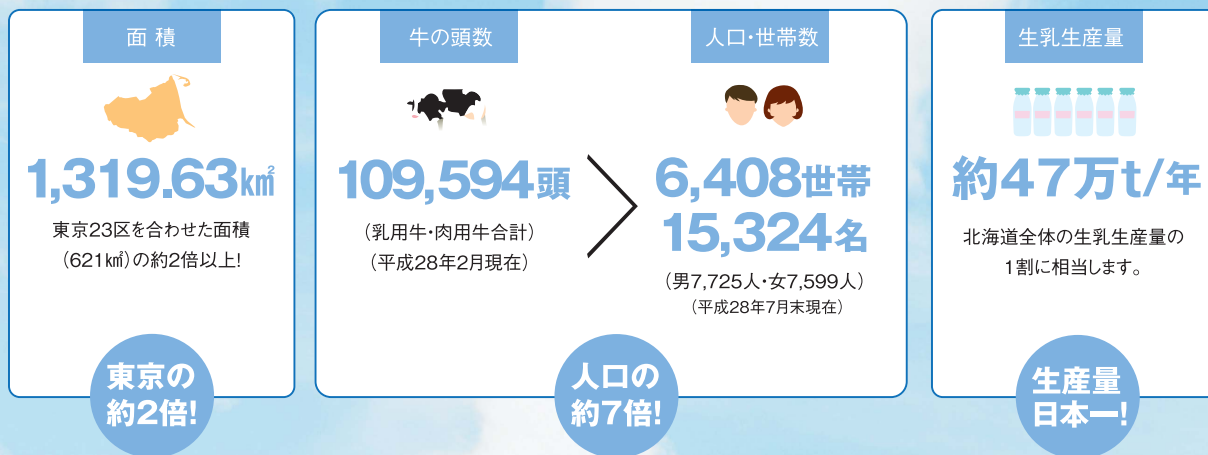 面 積
1,319.63㎢
東京23区を合わせた面積
（621㎢）の約2倍以上!
東京の
約2倍!
牛の頭数
109,594頭
（乳用牛・肉用牛合計）
（平成28年2月現在）
人口・世帯数
6,408世帯
15,324名
（男7,725人・女7,599人）
（平成28年7月末現在）
人口の
約7倍!
生乳生産量
約47万t/年
北海道全体の生乳生産量の
1割に相当します。
生産量
日本一!